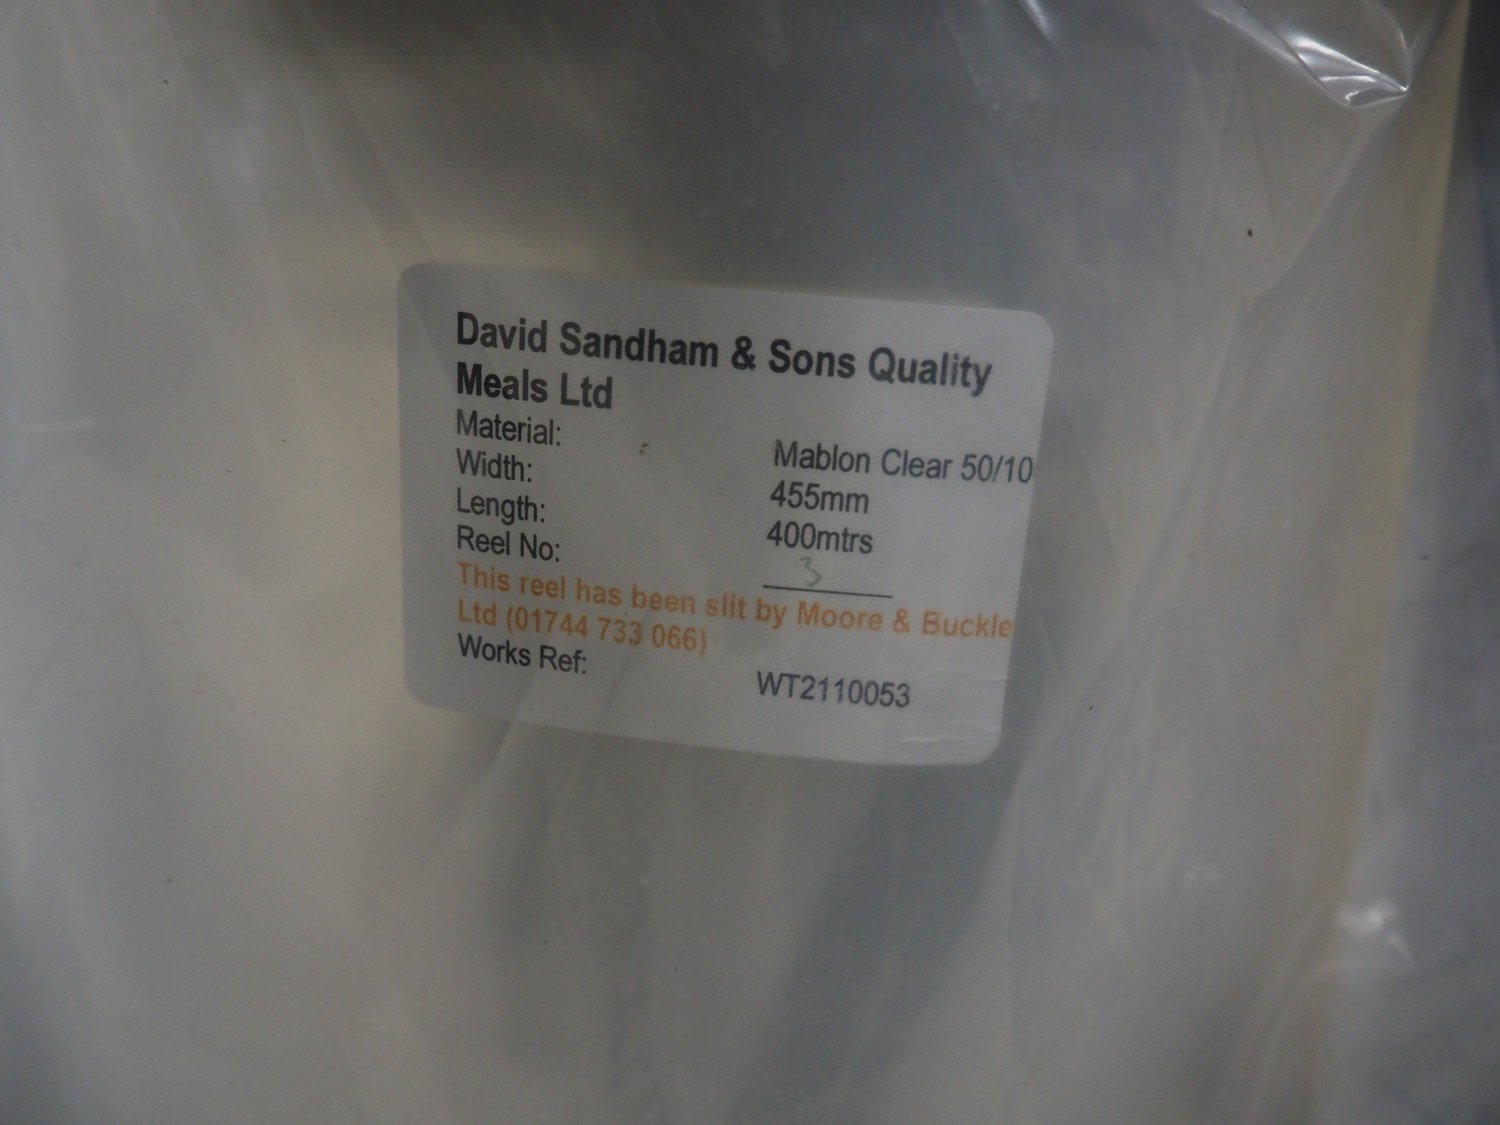 David Sandham & Sons Quality
Meals Ltd
Material: Mablon Clear 50/10
Width: 455mm
Length: 400mtrs
Reel No: 3
This reel has been slit by Moore & Buckle
Ltd (01744 733 066)
Works Ref: WT2110053